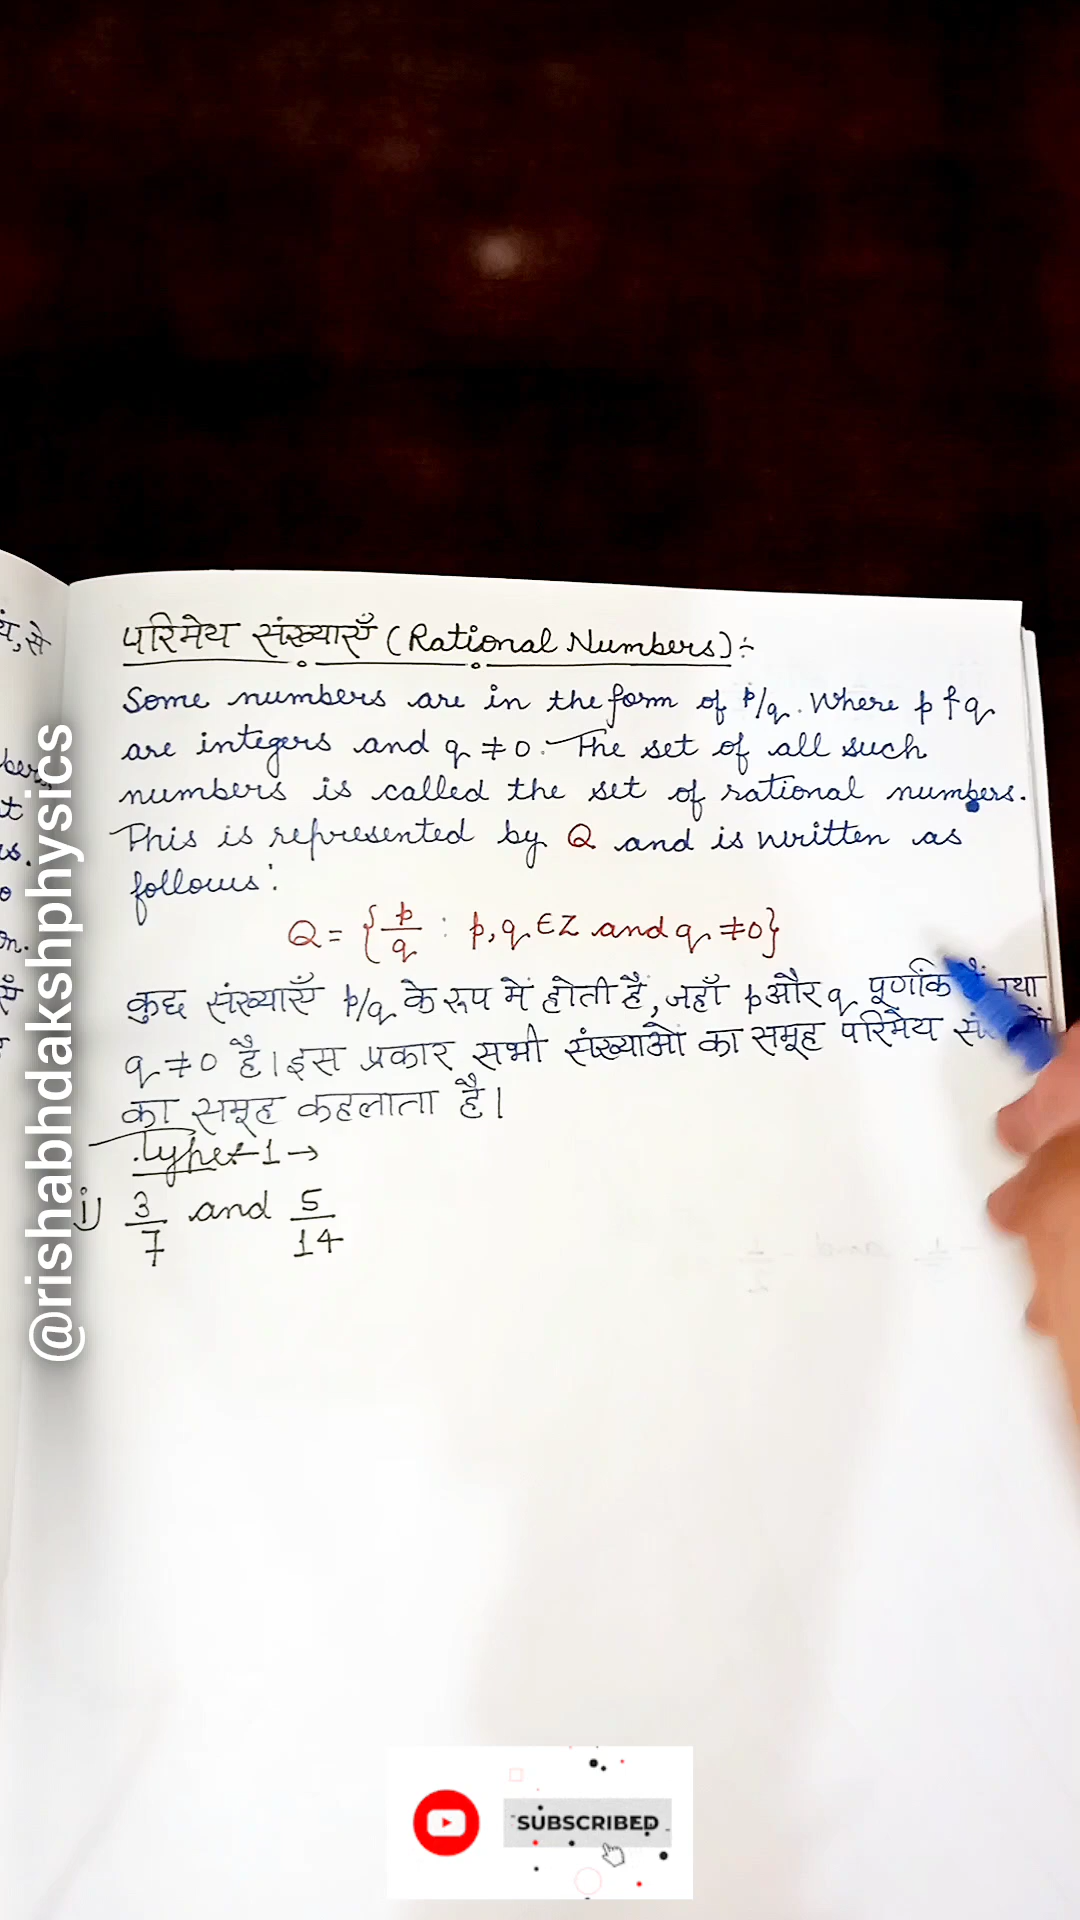 परिमेय संख्याएँ (Rational Numbers) :-
Some numbers are in the form of p/q. Where p & q
are integers and q ≠ 0. The set of all such
numbers is called the set of rational numbers.
This is represented by Q and is written as
follows:
Q = {p/q : p, q ∈ Z and q ≠ 0}
कुछ संख्याएँ p/q के रूप में होती हैं, जहाँ p और q पूर्णांक हैं तथा
q ≠ 0 है। इस प्रकार सभी संख्याओं का समूह परिमेय
का समूह कहलाता है।
Type-1 →
i) 3/7 and 5/14
@rishabhdakshphysics
SUBSCRIBED